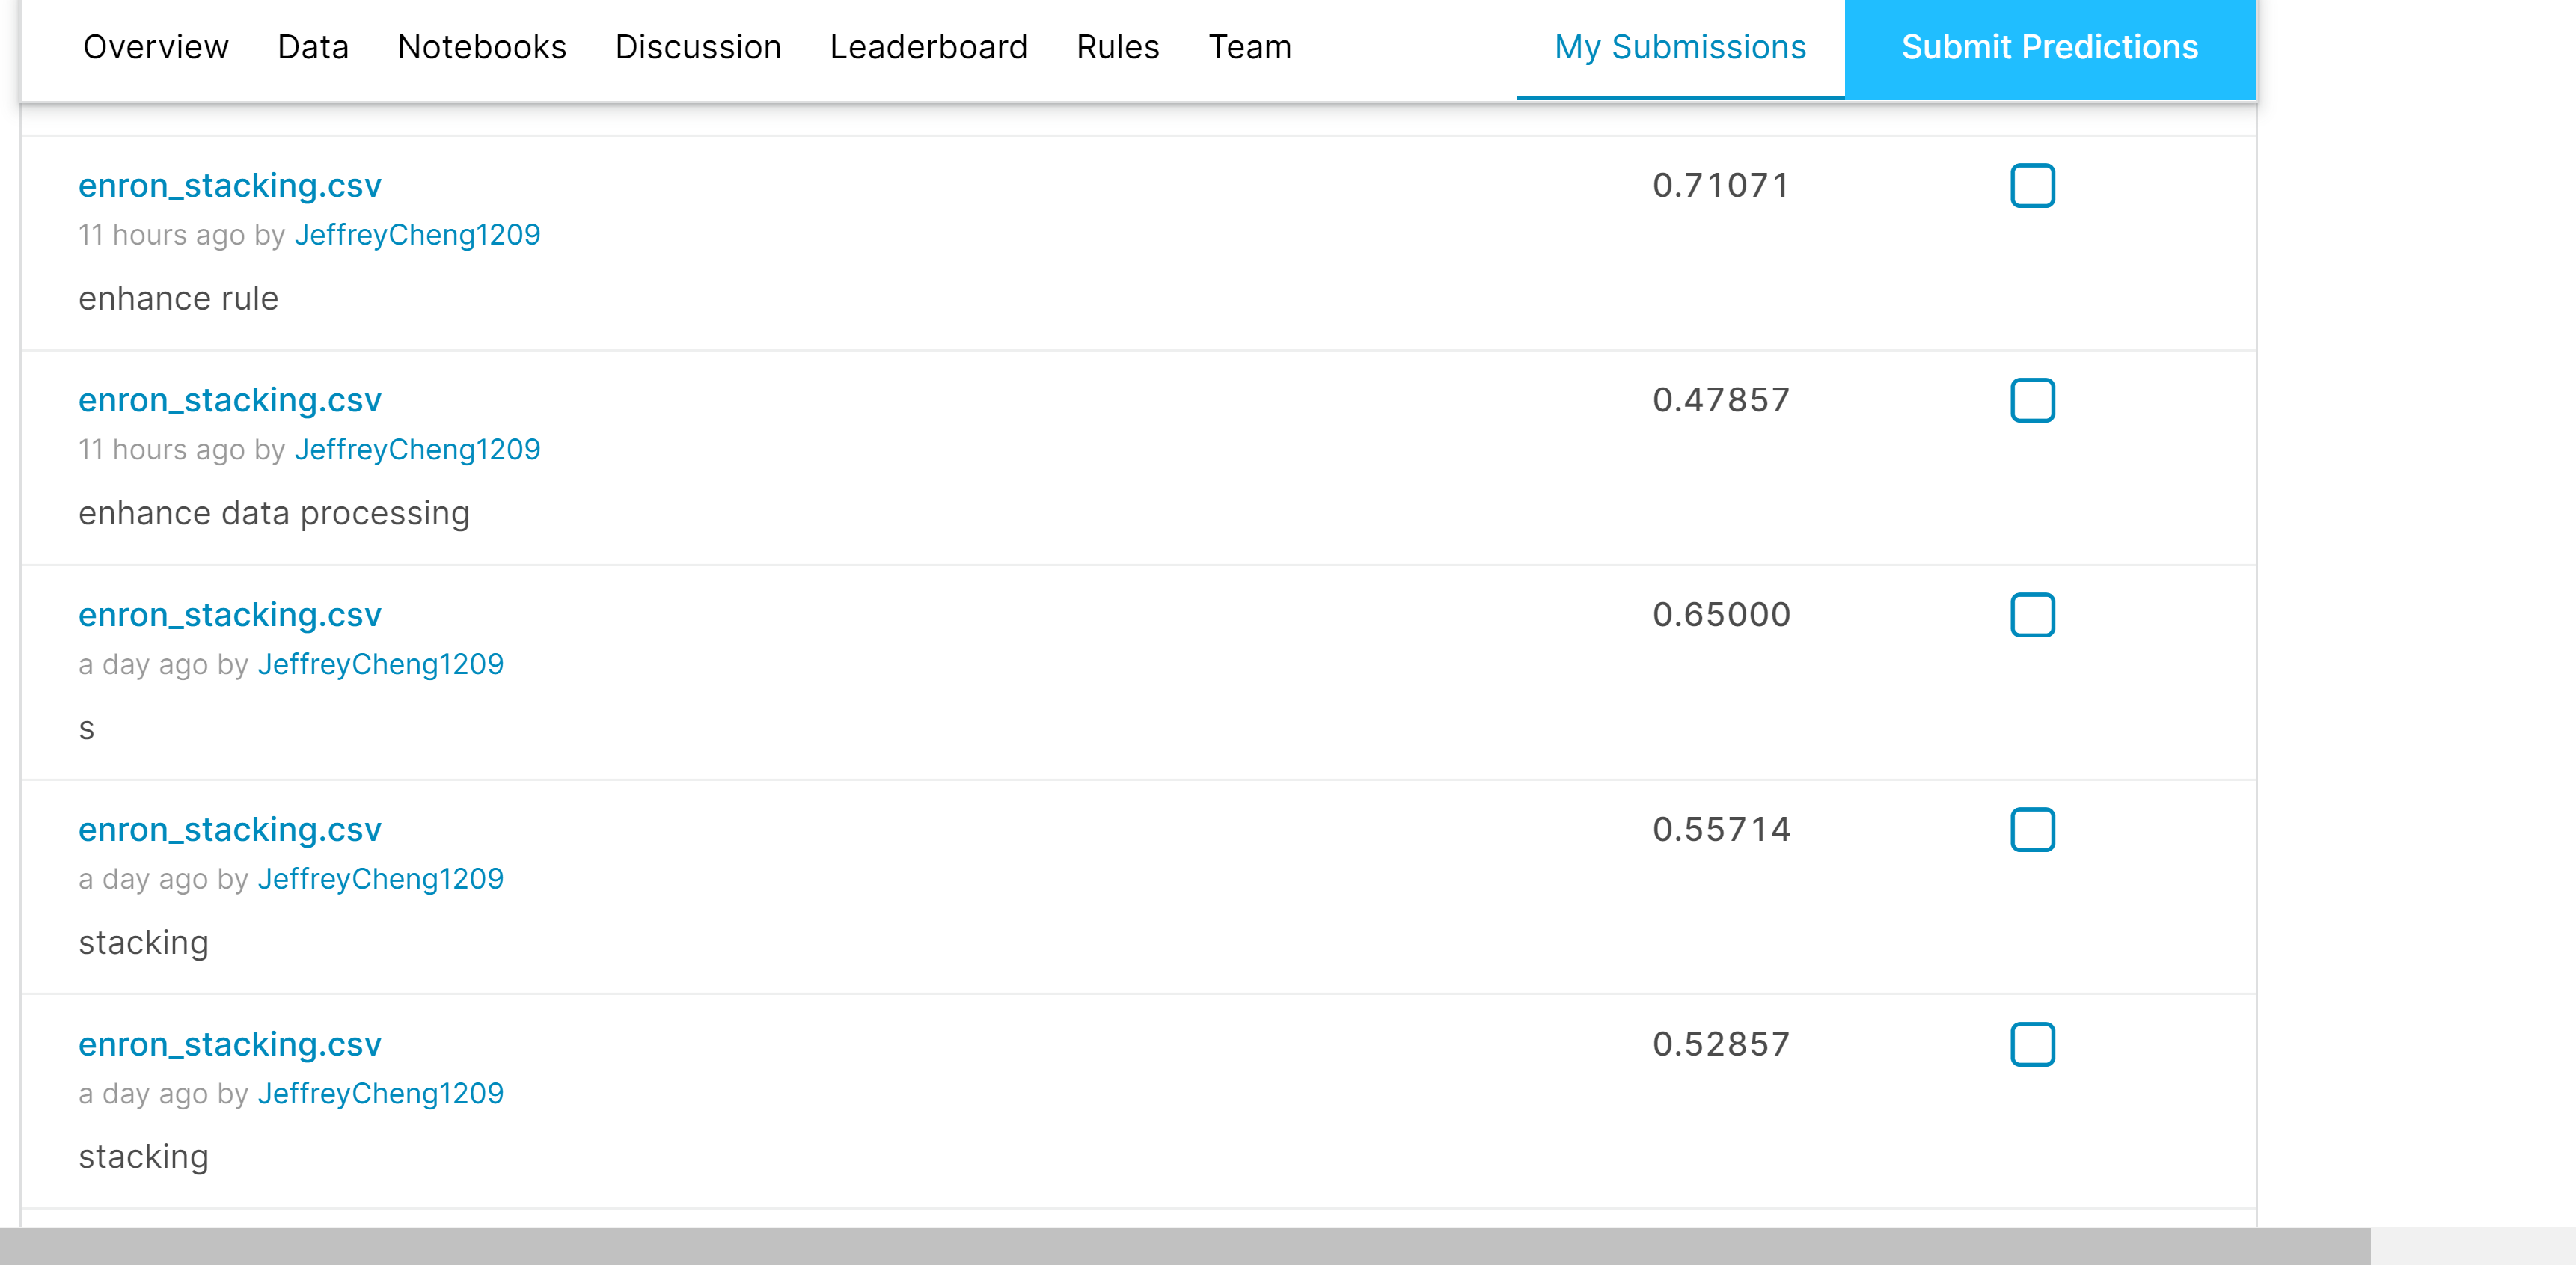 Overview Data Notebooks Discussion Leaderboard Rules Team My Submissions Submit Predictions
enron_stacking.csv 0.71071
11 hours ago by JeffreyCheng1209
enhance rule
enron_stacking.csv 0.47857
11 hours ago by JeffreyCheng1209
enhance data processing
enron_stacking.csv 0.65000
a day ago by JeffreyCheng1209
s
enron_stacking.csv 0.55714
a day ago by JeffreyCheng1209
stacking
enron_stacking.csv 0.52857
a day ago by JeffreyCheng1209
stacking